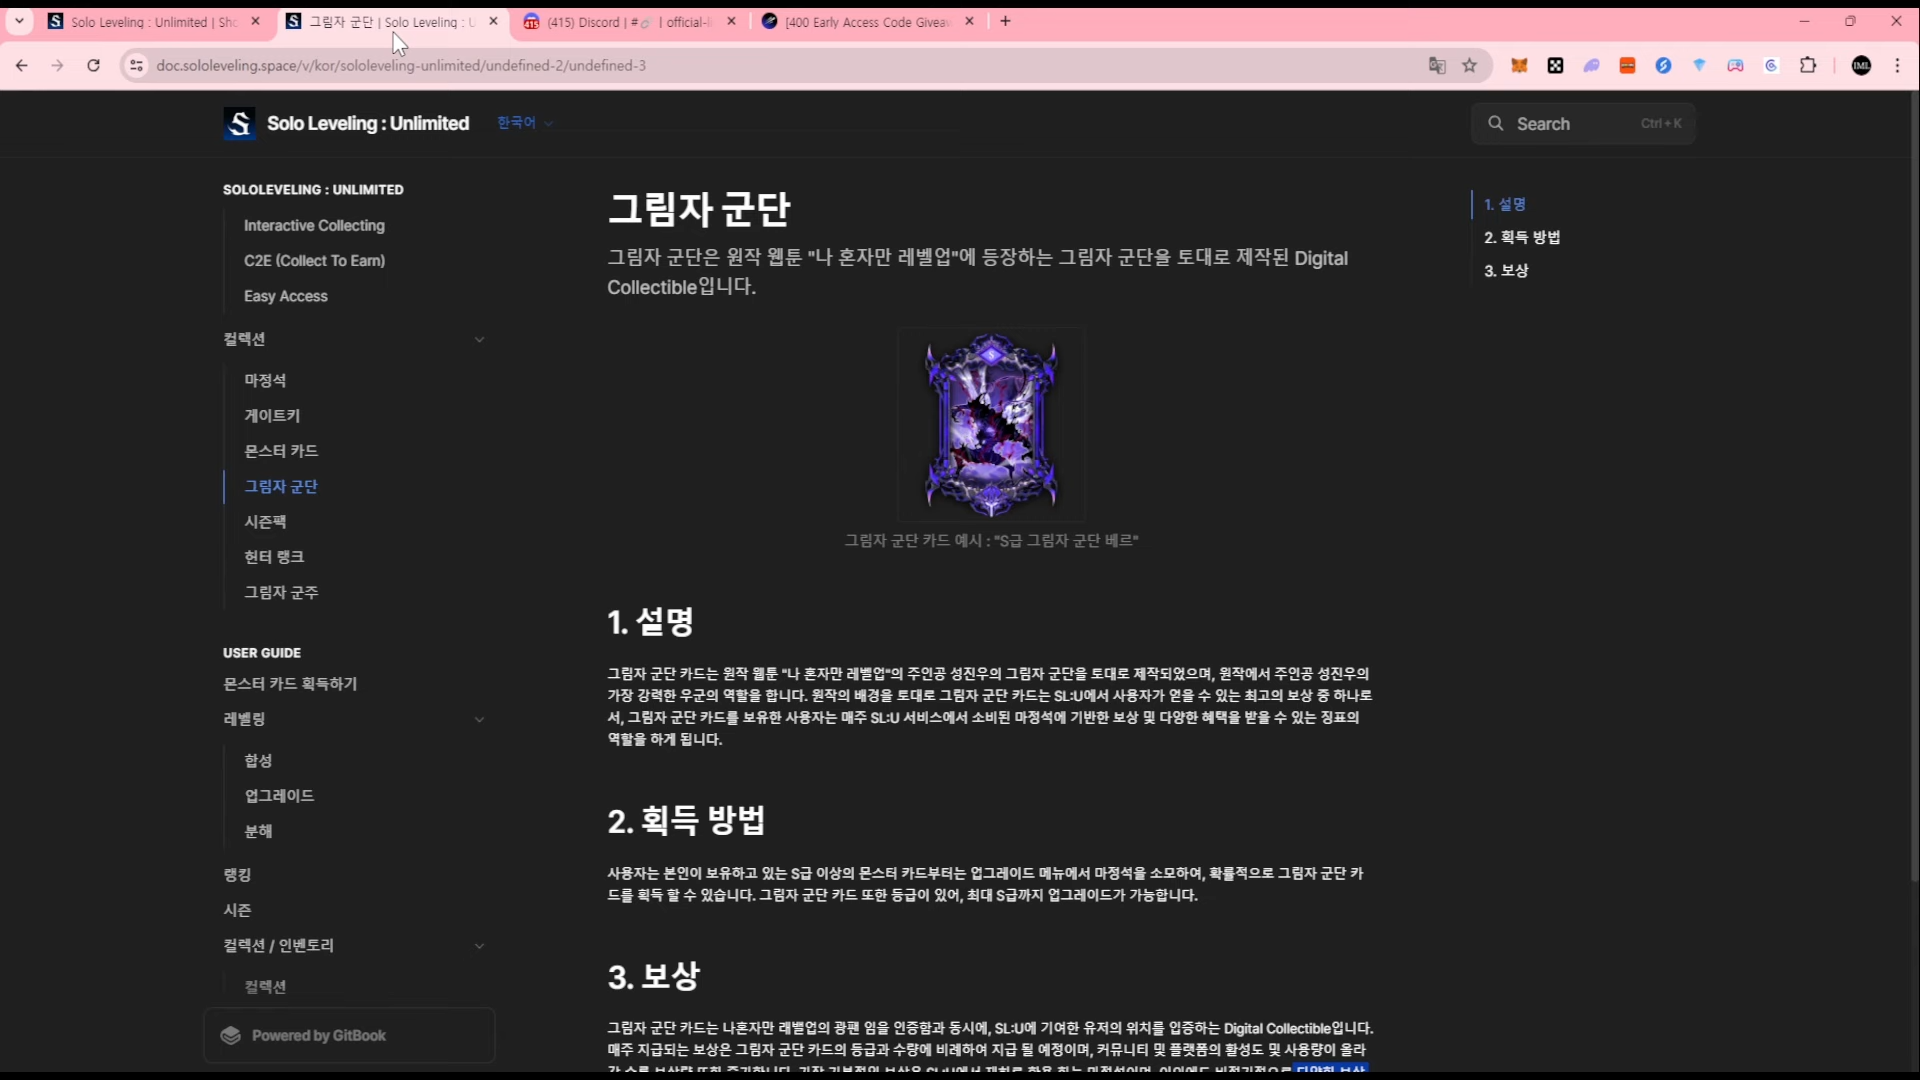 Solo Leveling : Unlimited | Sh
그림자 군단 | Solo Leveling : U
(415) Discord | # | official-li
[400 Early Access Code Giveaw
doc.sololeveling.space/v/kor/sololeveling-unlimited/undefined-2/undefined-3
Solo Leveling : Unlimited
한국어
Search
Ctrl + K
SOLOLEVELING : UNLIMITED
Interactive Collecting
C2E (Collect To Earn)
Easy Access
컬렉션
마정석
게이트키
몬스터 카드
그림자 군단
시즌팩
헌터 랭크
그림자 군주
USER GUIDE
몬스터 카드 획득하기
레벨링
합성
업그레이드
분해
랭킹
시즌
컬렉션 / 인벤토리
컬렉션
Powered by GitBook
그림자 군단
그림자 군단은 원작 웹툰 "나 혼자만 레벨업"에 등장하는 그림자 군단을 토대로 제작된 Digital
Collectible입니다.
그림자 군단 카드 예시 : "S급 그림자 군단 베르"
1. 설명
그림자 군단 카드는 원작 웹툰 "나 혼자만 레벨업"의 주인공 성진우의 그림자 군단을 토대로 제작되었으며, 원작에서 주인공 성진우의
가장 강력한 우군의 역할을 합니다. 원작의 배경을 토대로 그림자 군단 카드는 SL:U에서 사용자가 얻을 수 있는 최고의 보상 중 하나로
서, 그림자 군단 카드를 보유한 사용자는 매주 SL:U 서비스에서 소비된 마정석에 기반한 보상 및 다양한 혜택을 받을 수 있는 징표의
역할을 하게 됩니다.
2. 획득 방법
사용자는 본인이 보유하고 있는 S급 이상의 몬스터 카드부터는 업그레이드 메뉴에서 마정석을 소모하여, 확률적으로 그림자 군단 카
드를 획득 할 수 있습니다. 그림자 군단 카드 또한 등급이 있어, 최대 S급까지 업그레이드가 가능합니다.
3. 보상
그림자 군단 카드는 나혼자만 래밸업의 광팬 임을 인증함과 동시에, SL:U에 기여한 유저의 위치를 입증하는 Digital Collectible입니다.
매주 지급되는 보상은 그림자 군단 카드의 등급과 수량에 비례하여 지급 될 예정이며, 커뮤니티 및 플랫폼의 활성도 및 사용량이 올라
1. 설명
2. 획득 방법
3. 보상